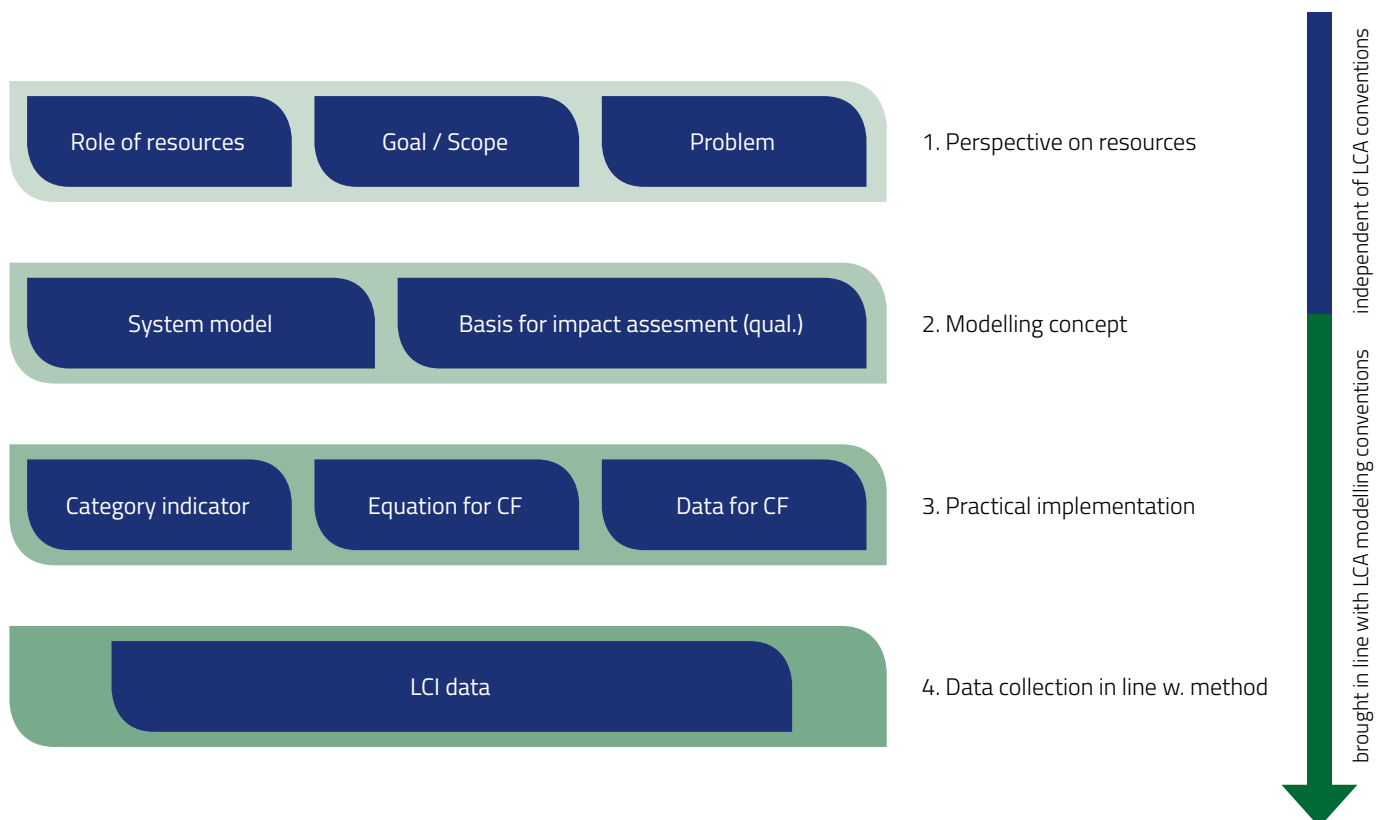 Role of resources
Goal / Scope
Problem
1. Perspective on resources
System model
Basis for impact assesment (qual.)
2. Modelling concept
Category indicator
Equation for CF
Data for CF
3. Practical implementation
LCI data
4. Data collection in line w. method
independent of LCA conventions
brought in line with LCA modelling conventions